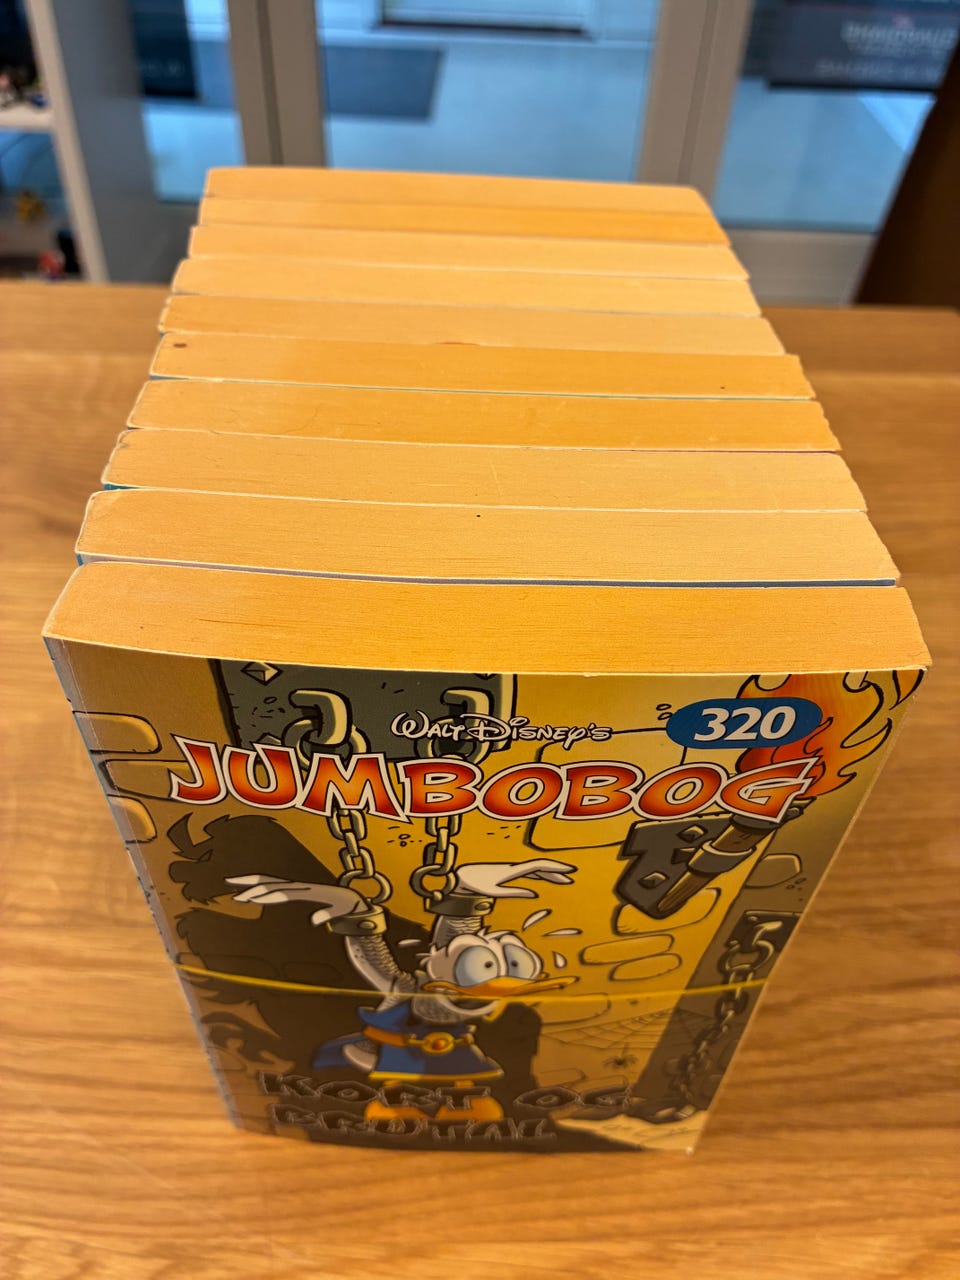 WALT DISNEY'S
320
JUMBOBOG
KORT OG
BRUTAL